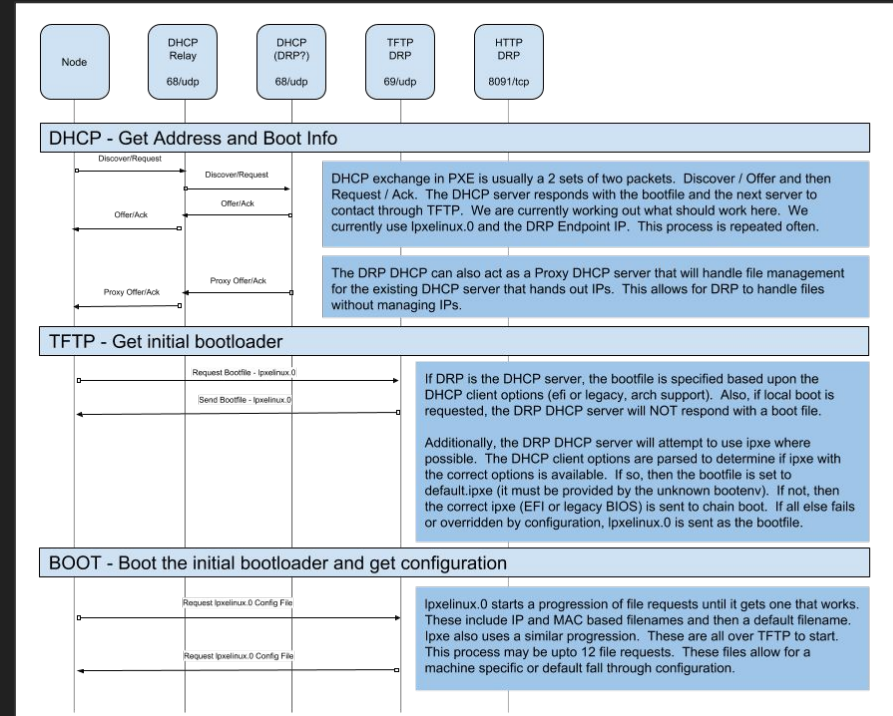 Node
DHCP
Relay
68/udp
DHCP
(DRP?)
68/udp
TFTP
DRP
69/udp
HTTP
DRP
8091/tcp
DHCP - Get Address and Boot Info
Discover/Request
Discover/Request
Offer/Ack
Offer/Ack
DHCP exchange in PXE is usually a 2 sets of two packets. Discover / Offer and then
Request / Ack. The DHCP server responds with the bootfile and the next server to
contact through TFTP. We are currently working out what should work here. We
currently use lpxelinux.0 and the DRP Endpoint IP. This process is repeated often.
Proxy Offer/Ack
Proxy Offer/Ack
The DRP DHCP can also act as a Proxy DHCP server that will handle file management
for the existing DHCP server that hands out IPs. This allows for DRP to handle files
without managing IPs.
TFTP - Get initial bootloader
Request Bootfile - lpxelinux.0
Send Bootfile - lpxelinux.0
If DRP is the DHCP server, the bootfile is specified based upon the
DHCP client options (efi or legacy, arch support). Also, if local boot is
requested, the DRP DHCP server will NOT respond with a boot file.
Additionally, the DRP DHCP server will attempt to use ipxe where
possible. The DHCP client options are parsed to determine if ipxe with
the correct options is available. If so, then the bootfile is set to
default.ipxe (it must be provided by the unknown bootenv). If not, then
the correct ipxe (EFI or legacy BIOS) is sent to chain boot. If all else fails
or overridden by configuration, lpxelinux.0 is sent as the bootfile.
BOOT - Boot the initial bootloader and get configuration
Request lpxelinux.0 Config File
Request lpxelinux.0 Config File
lpxelinux.0 starts a progression of file requests until it gets one that works.
These include IP and MAC based filenames and then a default filename.
Ipxe also uses a similar progression. These are all over TFTP to start.
This process may be upto 12 file requests. These files allow for a
machine specific or default fall through configuration.